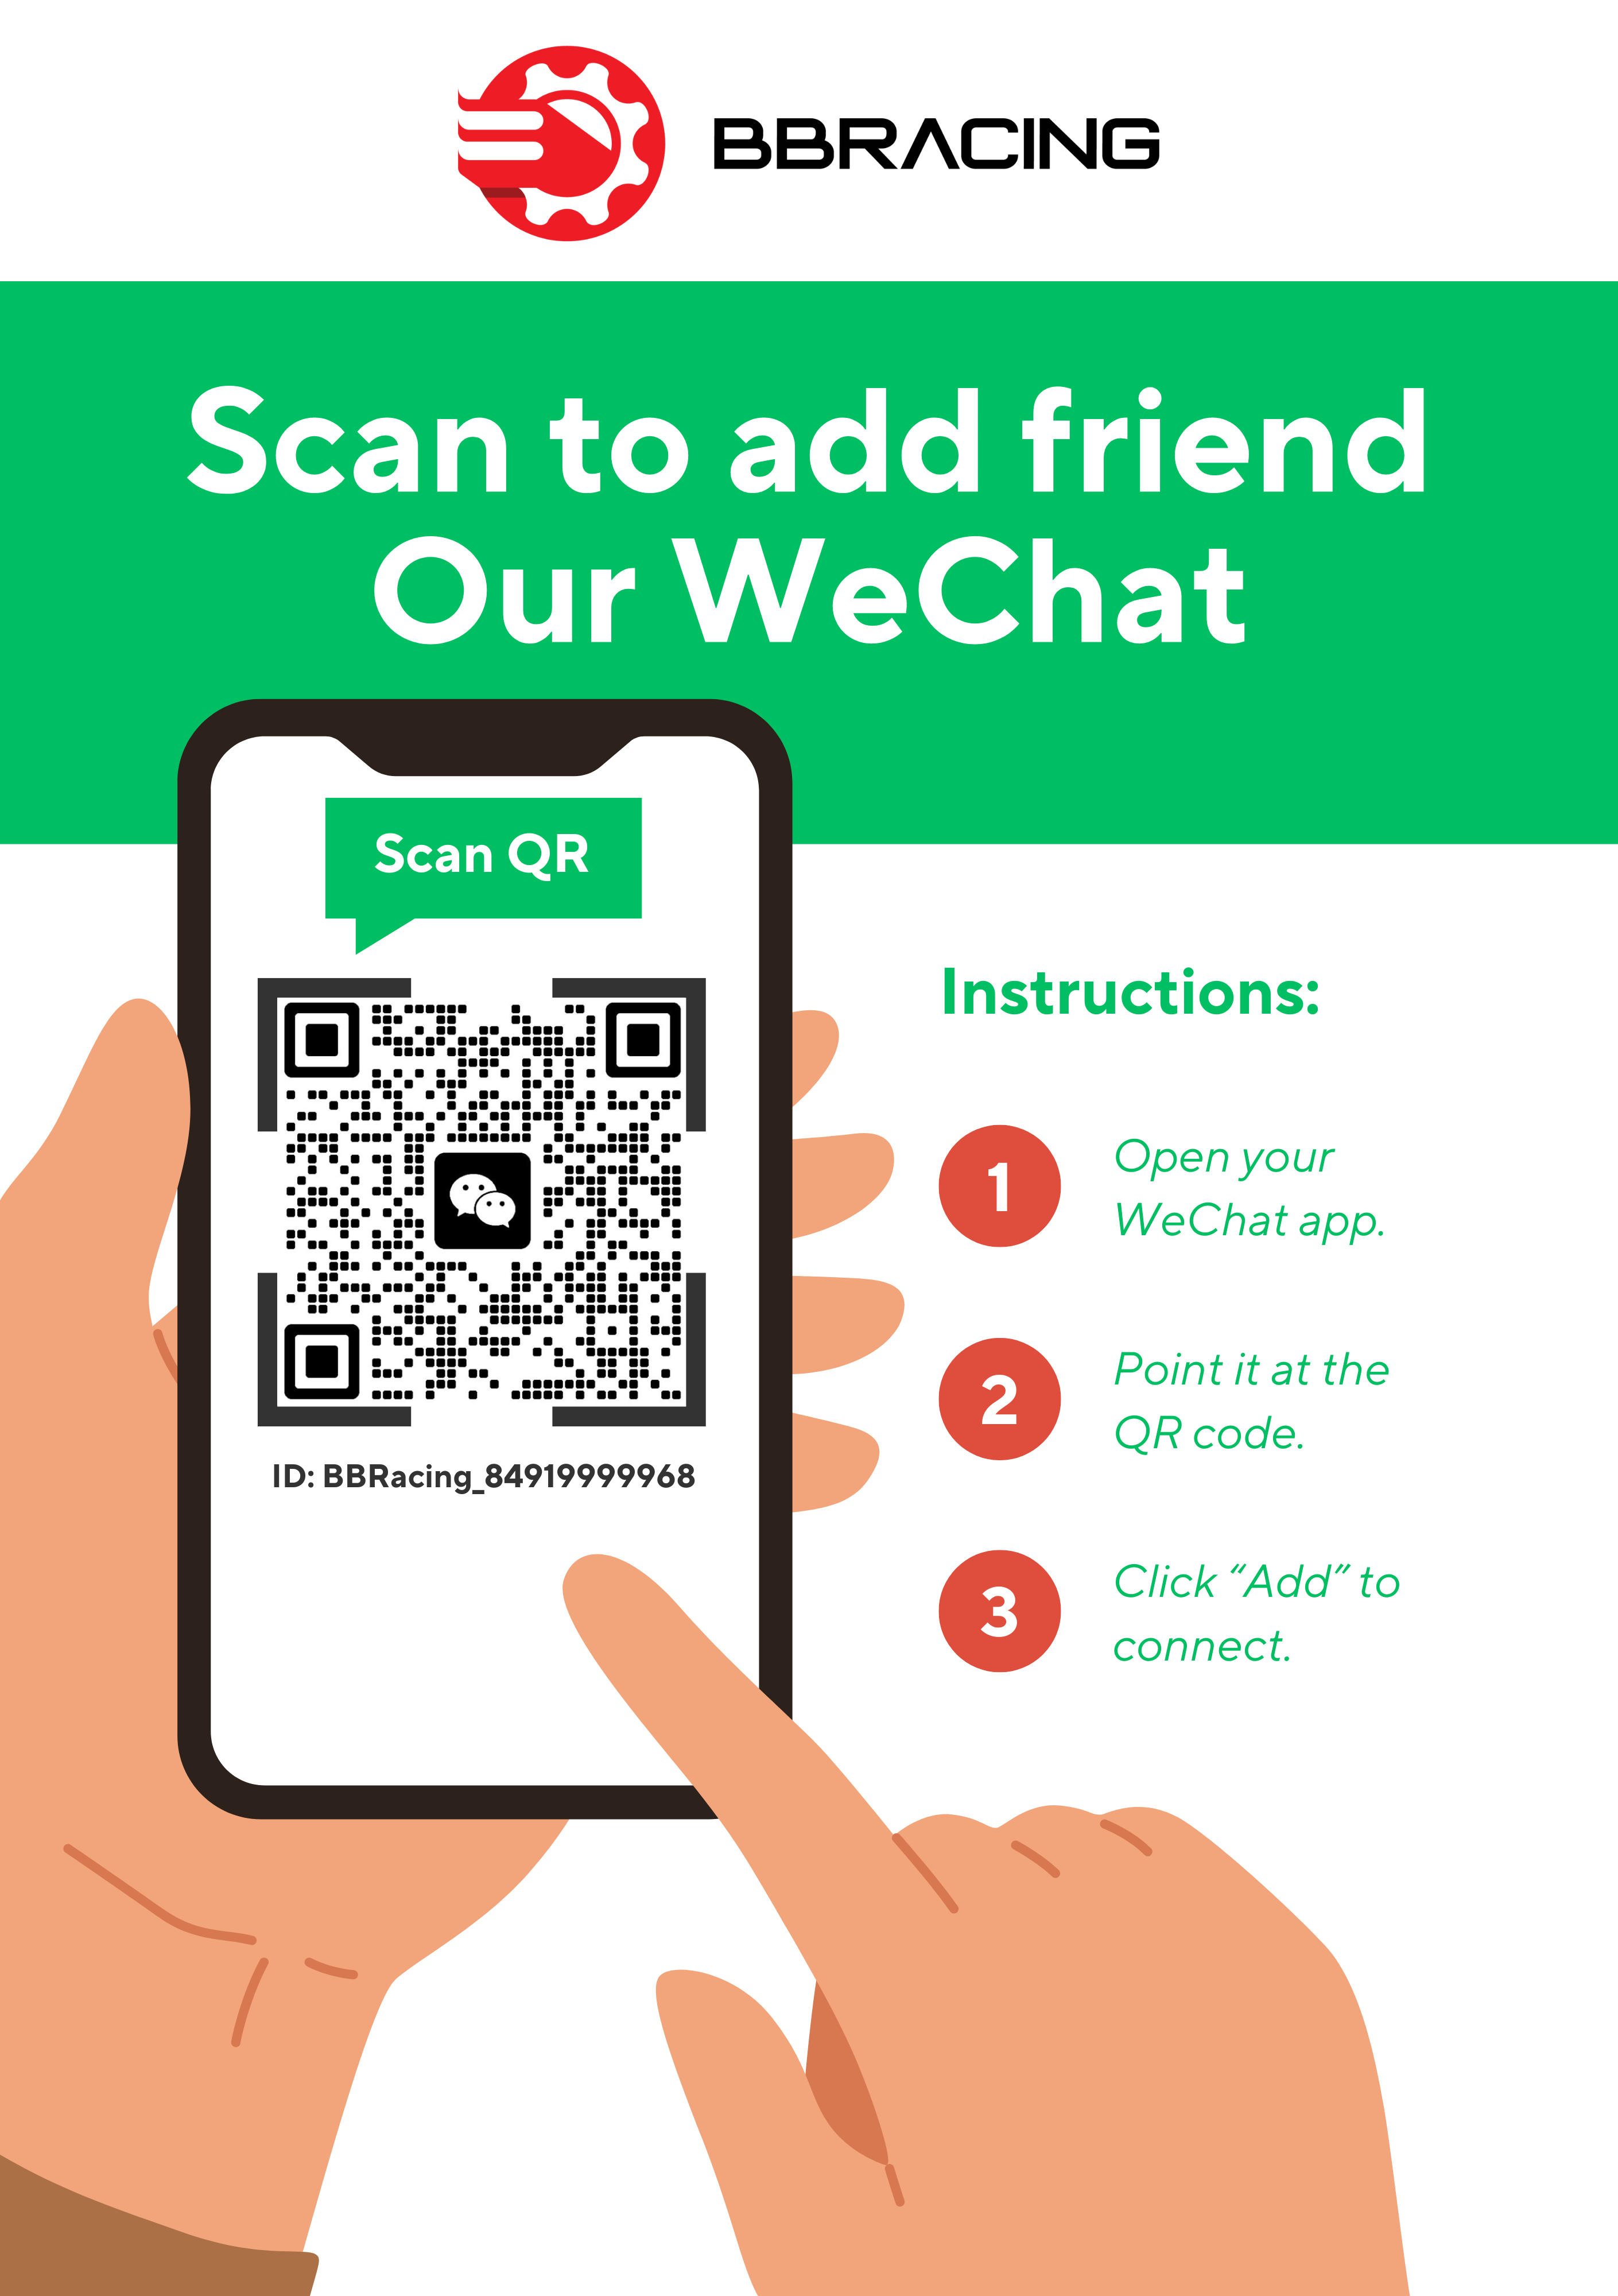 BBRACING
Scan to add friend
Our WeChat
Scan QR
ID: BBRacing_84919999968
Instructions:
1
Open your
WeChat app.
2
Point it at the
QR code.
3
Click “Add” to
connect.